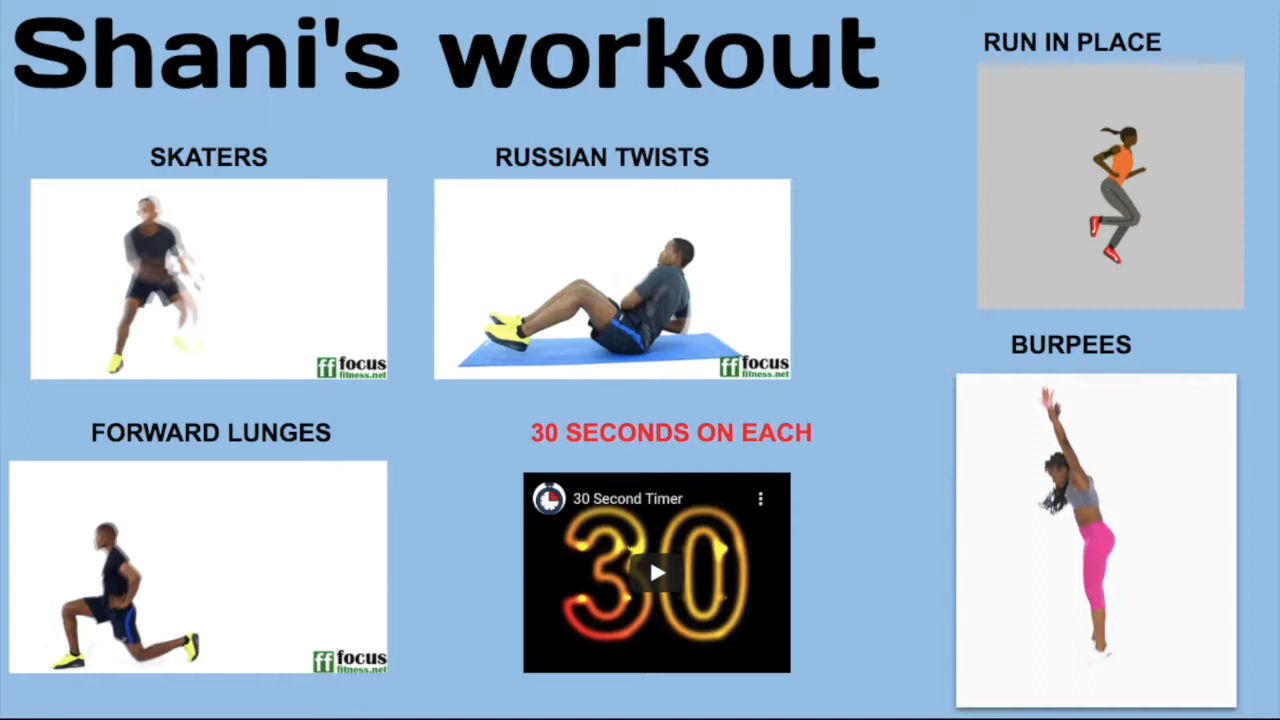 Shani's workout
RUN IN PLACE
SKATERS
RUSSIAN TWISTS
focus
fitness.net
focus
fitness.net
BURPEES
FORWARD LUNGES
30 SECONDS ON EACH
30 Second Timer
30
focus
fitness.net